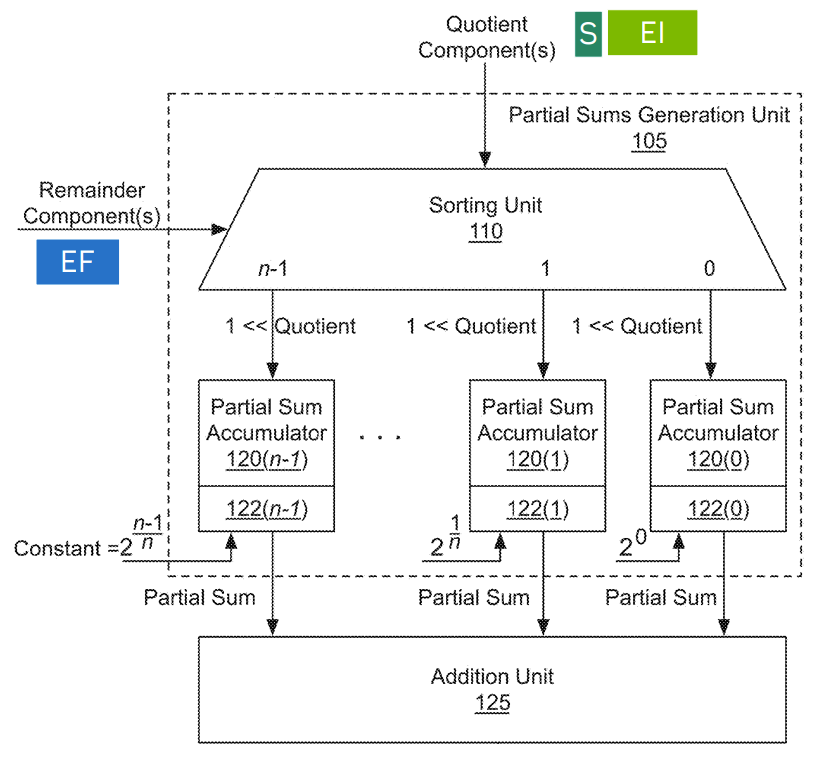 Quotient
Component(s)
S EI
Partial Sums Generation Unit
105
Remainder
Component(s)
EF
Sorting Unit
110
n-1 1 0
1 << Quotient 1 << Quotient 1 << Quotient
Partial Sum Partial Sum Partial Sum
Accumulator . . . Accumulator Accumulator
120(n-1) 120(1) 120(0)
122(n-1) 122(1) 122(0)
Constant =2^(n-1/n) 2^(1/n) 2^0
Partial Sum Partial Sum Partial Sum
Addition Unit
125